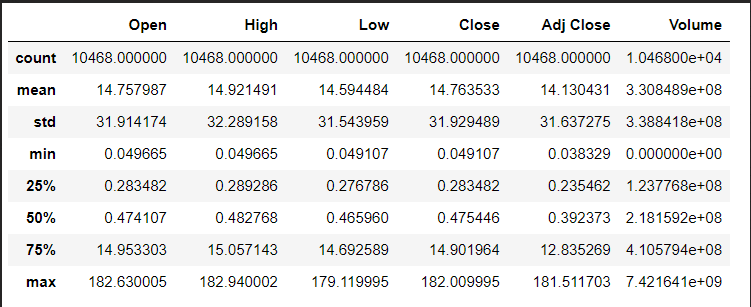 Open High Low Close Adj Close Volume
count 10468.000000 10468.000000 10468.000000 10468.000000 10468.000000 1.046800e+04
mean 14.757987 14.921491 14.594484 14.763533 14.130431 3.308489e+08
std 31.914174 32.289158 31.543959 31.929489 31.637275 3.388418e+08
min 0.049665 0.049665 0.049107 0.049107 0.038329 0.000000e+00
25% 0.283482 0.289286 0.276786 0.283482 0.235462 1.237768e+08
50% 0.474107 0.482768 0.465960 0.475446 0.392373 2.181592e+08
75% 14.953303 15.057143 14.692589 14.901964 12.835269 4.105794e+08
max 182.630005 182.940002 179.119995 182.009995 181.511703 7.421641e+09